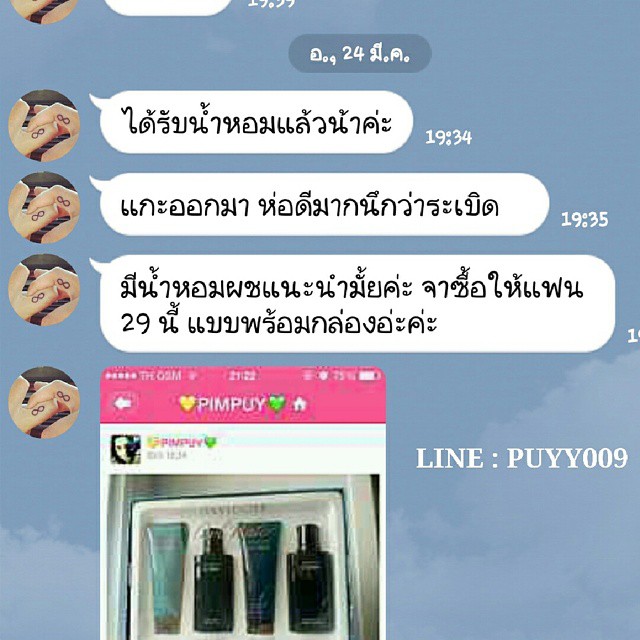 19:39
อ., 24 มี.ค.
ได้รับน้ำหอมแล้วน้าค่ะ
19:34
แกะออกมา ห่อดีมากนึกว่าระเบิด
19:35
มีน้ำหอมผชแนะนำมั้ยค่ะ จาซื้อให้แฟน
29 นี้ แบบพร้อมกล่องอ่ะค่ะ
TH GSM 21:22 75%
💛PIMPUY💚
💛PIMPUY💚
LINE : PUYY009
DAVIDOFF